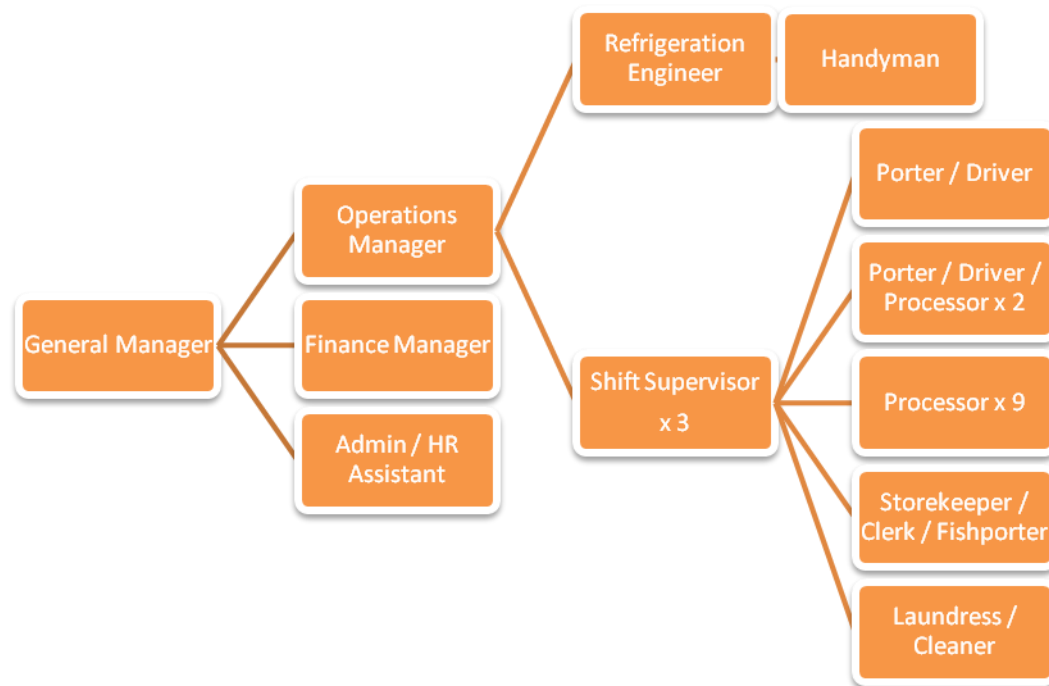 Refrigeration
Engineer
Handyman
Porter / Driver
Operations
Manager
Porter / Driver /
Processor x 2
General Manager
Finance Manager
Shift Supervisor
x 3
Processor x 9
Admin / HR
Assistant
Storekeeper /
Clerk / Fishporter
Laundress /
Cleaner